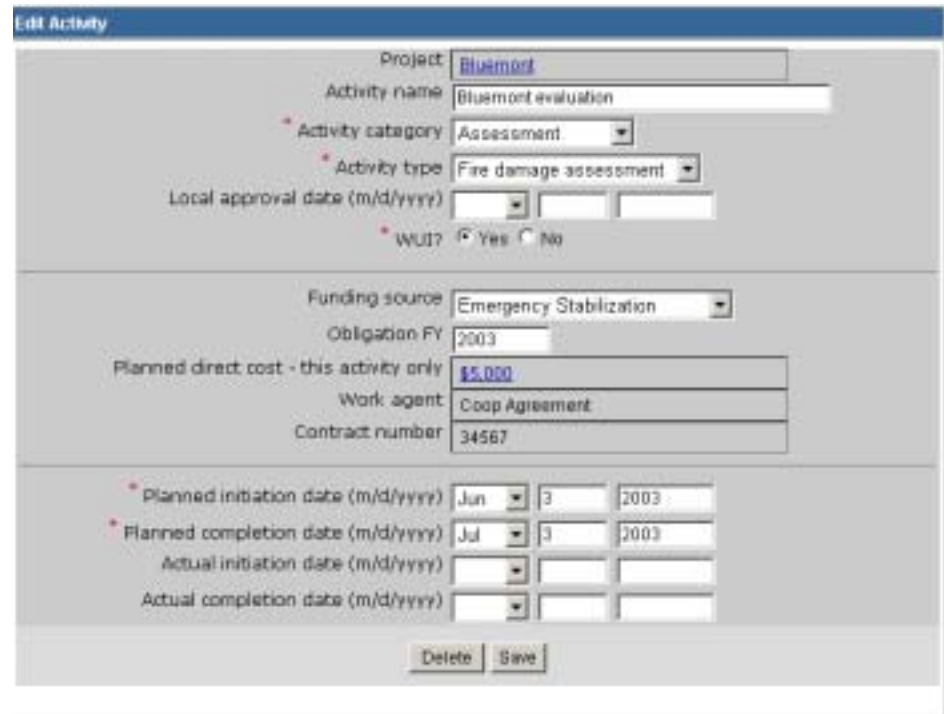 Edit Activity
Project Bluemont
Activity name Bluemont evaluation
* Activity category Assessment
* Activity type Fire damage assessment
Local approval date (m/d/yyyy)
* WUI? Yes No
Funding source Emergency Stabilization
Obligation FY 2003
Planned direct cost - this activity only $5,000
Work agent Coop Agreement
Contract number 34567
* Planned initiation date (m/d/yyyy) Jun 3 2003
* Planned completion date (m/d/yyyy) Jul 3 2003
Actual initiation date (m/d/yyyy)
Actual completion date (m/d/yyyy)
Delete Save